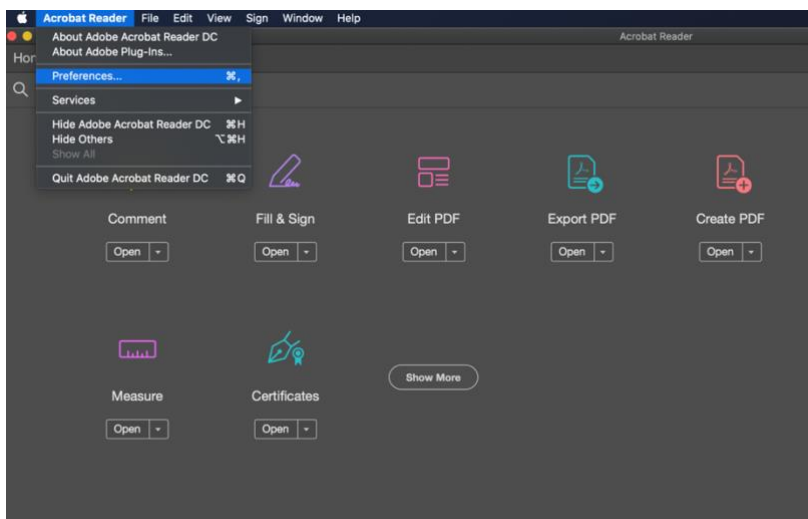 Acrobat Reader File Edit View Sign Window Help
About Adobe Acrobat Reader DC
About Adobe Plug-Ins...
Preferences... ⌘,
Services ▶
Hide Adobe Acrobat Reader DC ⌘H
Hide Others ⌥⌘H
Show All
Quit Adobe Acrobat Reader DC ⌘Q
Acrobat Reader
Hor
Comment Fill & Sign Edit PDF Export PDF Create PDF
Open Open Open Open Open
Measure Certificates Show More
Open Open